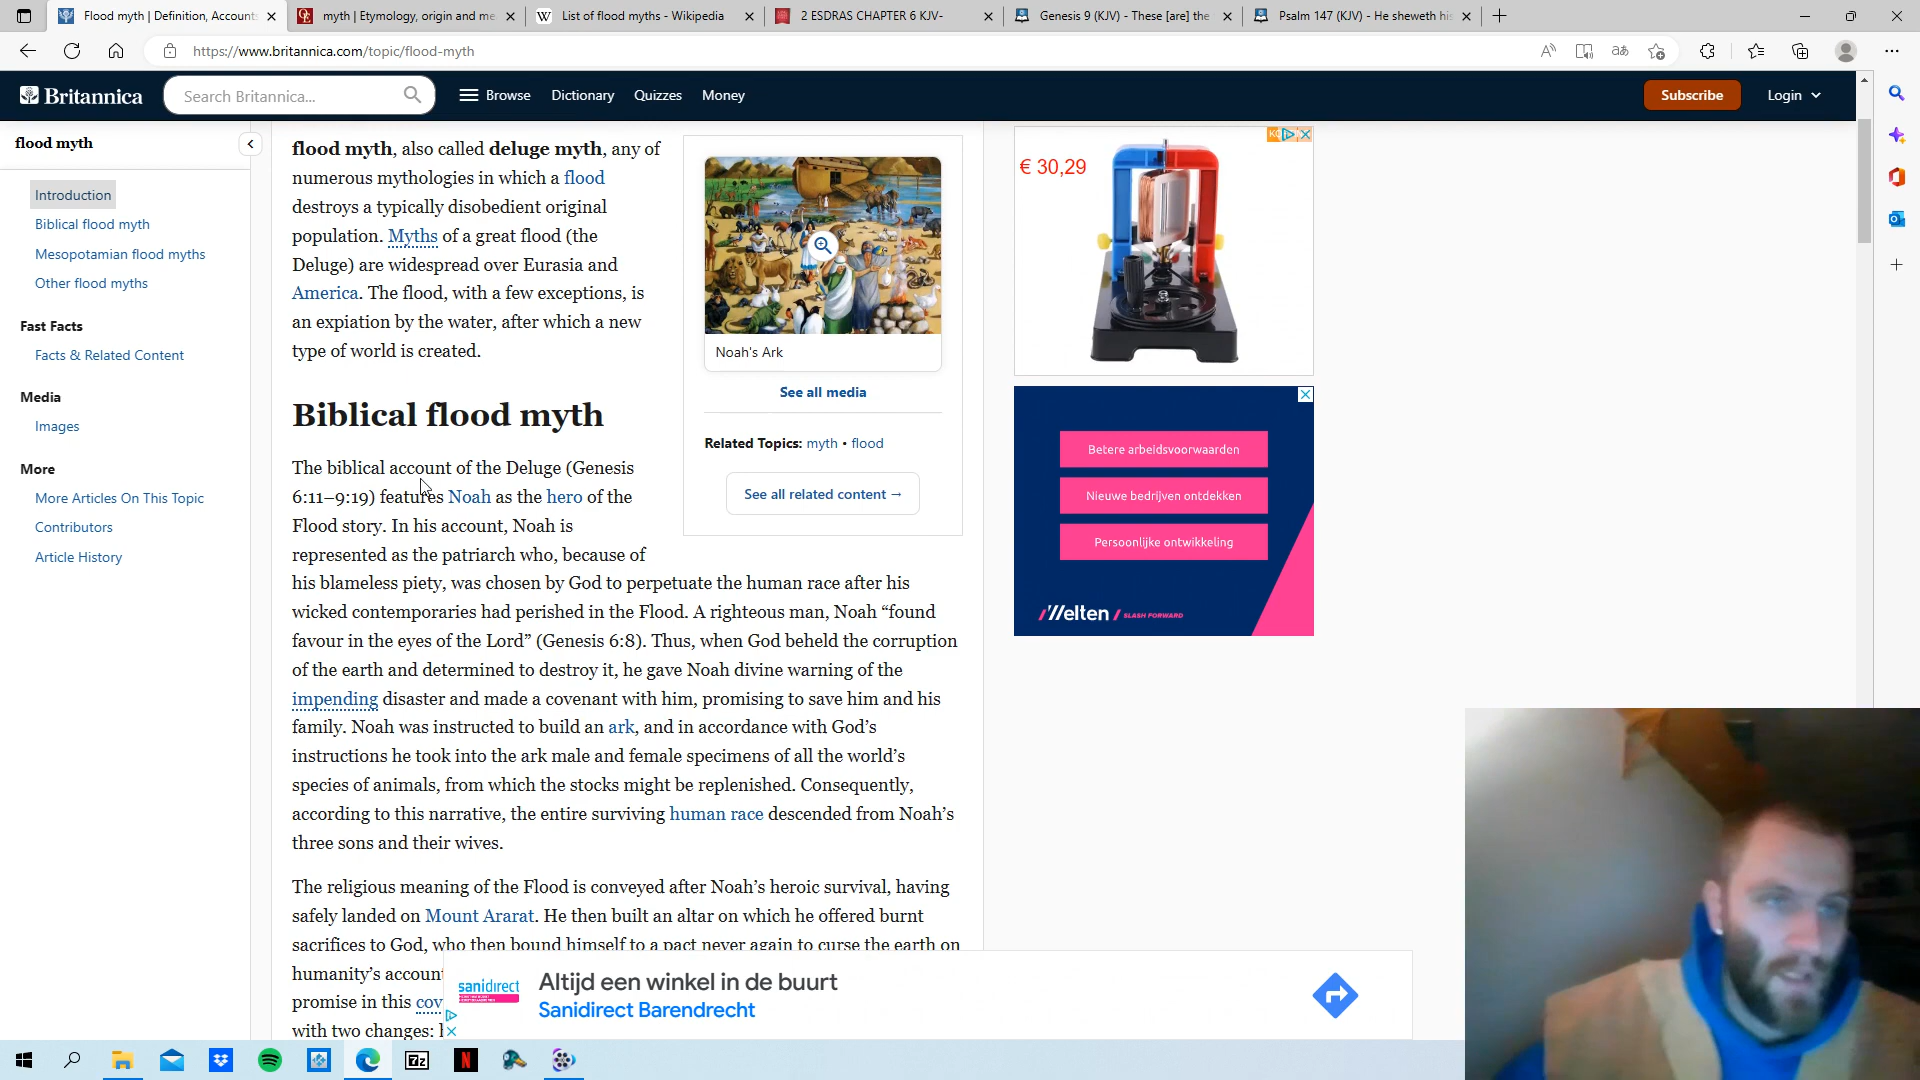 Flood myth | Definition, Accounts
myth | Etymology, origin and me
W List of flood myths - Wikipedia
2 ESDRAS CHAPTER 6 KJV-
Genesis 9 (KJV) - These [are] the
Psalm 147 (KJV) - He sheweth his
https://www.britannica.com/topic/flood-myth
Britannica
Search Britannica...
Browse
Dictionary
Quizzes
Money
Subscribe
Login
flood myth
Introduction
Biblical flood myth
Mesopotamian flood myths
Other flood myths
Fast Facts
Facts & Related Content
Media
Images
More
More Articles On This Topic
Contributors
Article History
flood myth, also called deluge myth, any of
numerous mythologies in which a flood
destroys a typically disobedient original
population. Myths of a great flood (the
Deluge) are widespread over Eurasia and
America. The flood, with a few exceptions, is
an expiation by the water, after which a new
type of world is created.
Biblical flood myth
The biblical account of the Deluge (Genesis
6:11–9:19) features Noah as the hero of the
Flood story. In his account, Noah is
represented as the patriarch who, because of
his blameless piety, was chosen by God to perpetuate the human race after his
wicked contemporaries had perished in the Flood. A righteous man, Noah “found
favour in the eyes of the Lord” (Genesis 6:8). Thus, when God beheld the corruption
of the earth and determined to destroy it, he gave Noah divine warning of the
impending disaster and made a covenant with him, promising to save him and his
family. Noah was instructed to build an ark, and in accordance with God’s
instructions he took into the ark male and female specimens of all the world’s
species of animals, from which the stocks might be replenished. Consequently,
according to this narrative, the entire surviving human race descended from Noah’s
three sons and their wives.
The religious meaning of the Flood is conveyed after Noah’s heroic survival, having
safely landed on Mount Ararat. He then built an altar on which he offered burnt
sacrifices to God, who then bound himself to a pact never again to curse the earth on
humanity’s account
promise in this cov
with two changes:
Noah's Ark
See all media
Related Topics: myth • flood
See all related content →
€ 30,29
Betere arbeidsvoorwaarden
Nieuwe bedrijven ontdekken
Persoonlijke ontwikkeling
Welten / SLASH FORWARD
sanidirect
Altijd een winkel in de buurt
Sanidirect Barendrecht
7z
N